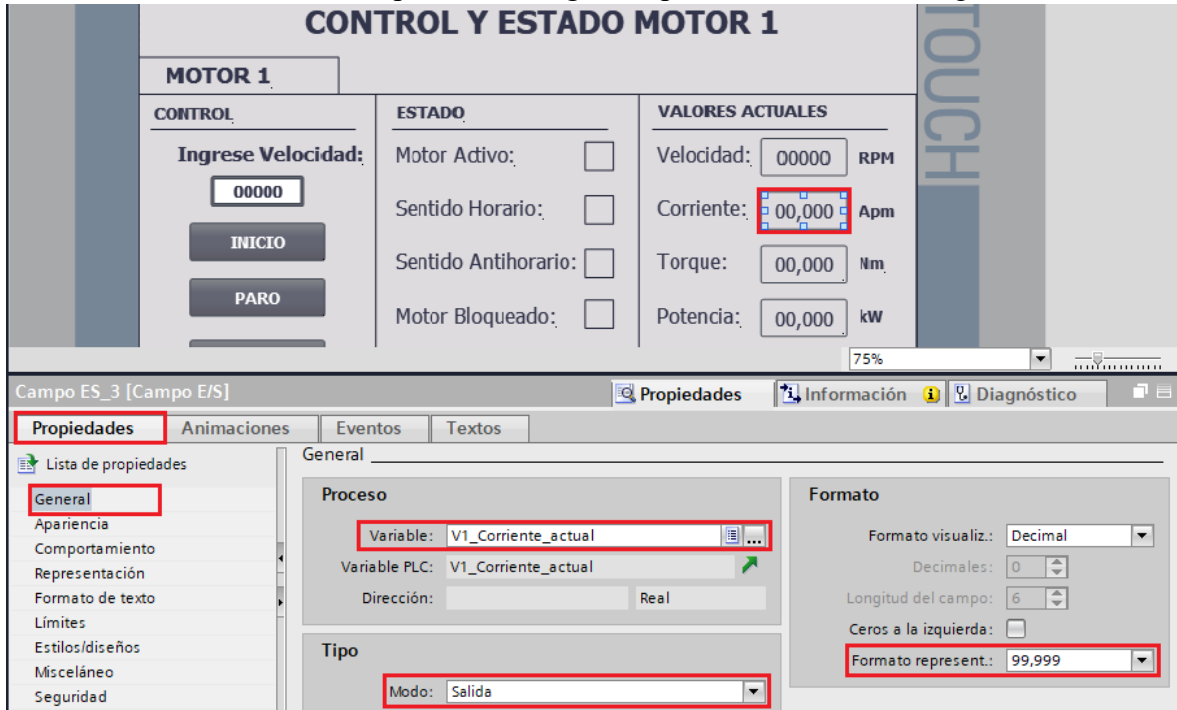 CONTROL Y ESTADO MOTOR 1
TOUCH
MOTOR 1
CONTROL
Ingrese Velocidad:
00000
INICIO
PARO
ESTADO
Motor Activo:
Sentido Horario:
Sentido Antihorario:
Motor Bloqueado:
VALORES ACTUALES
Velocidad: 00000 RPM
Corriente: 00,000 Apm
Torque: 00,000 Nm
Potencia: 00,000 kW
75%
Campo ES_3 [Campo E/S]
Propiedades Información Diagnóstico
Propiedades Animaciones Eventos Textos
Lista de propiedades
General
Apariencia
Comportamiento
Representación
Formato de texto
Límites
Estilos/diseños
Misceláneo
Seguridad
General
Proceso
Variable: V1_Corriente_actual ...
Variable PLC: V1_Corriente_actual
Dirección: Real
Tipo
Modo: Salida
Formato
Formato visualiz.: Decimal
Decimales: 0
Longitud del campo: 6
Ceros a la izquierda:
Formato represent.: 99,999